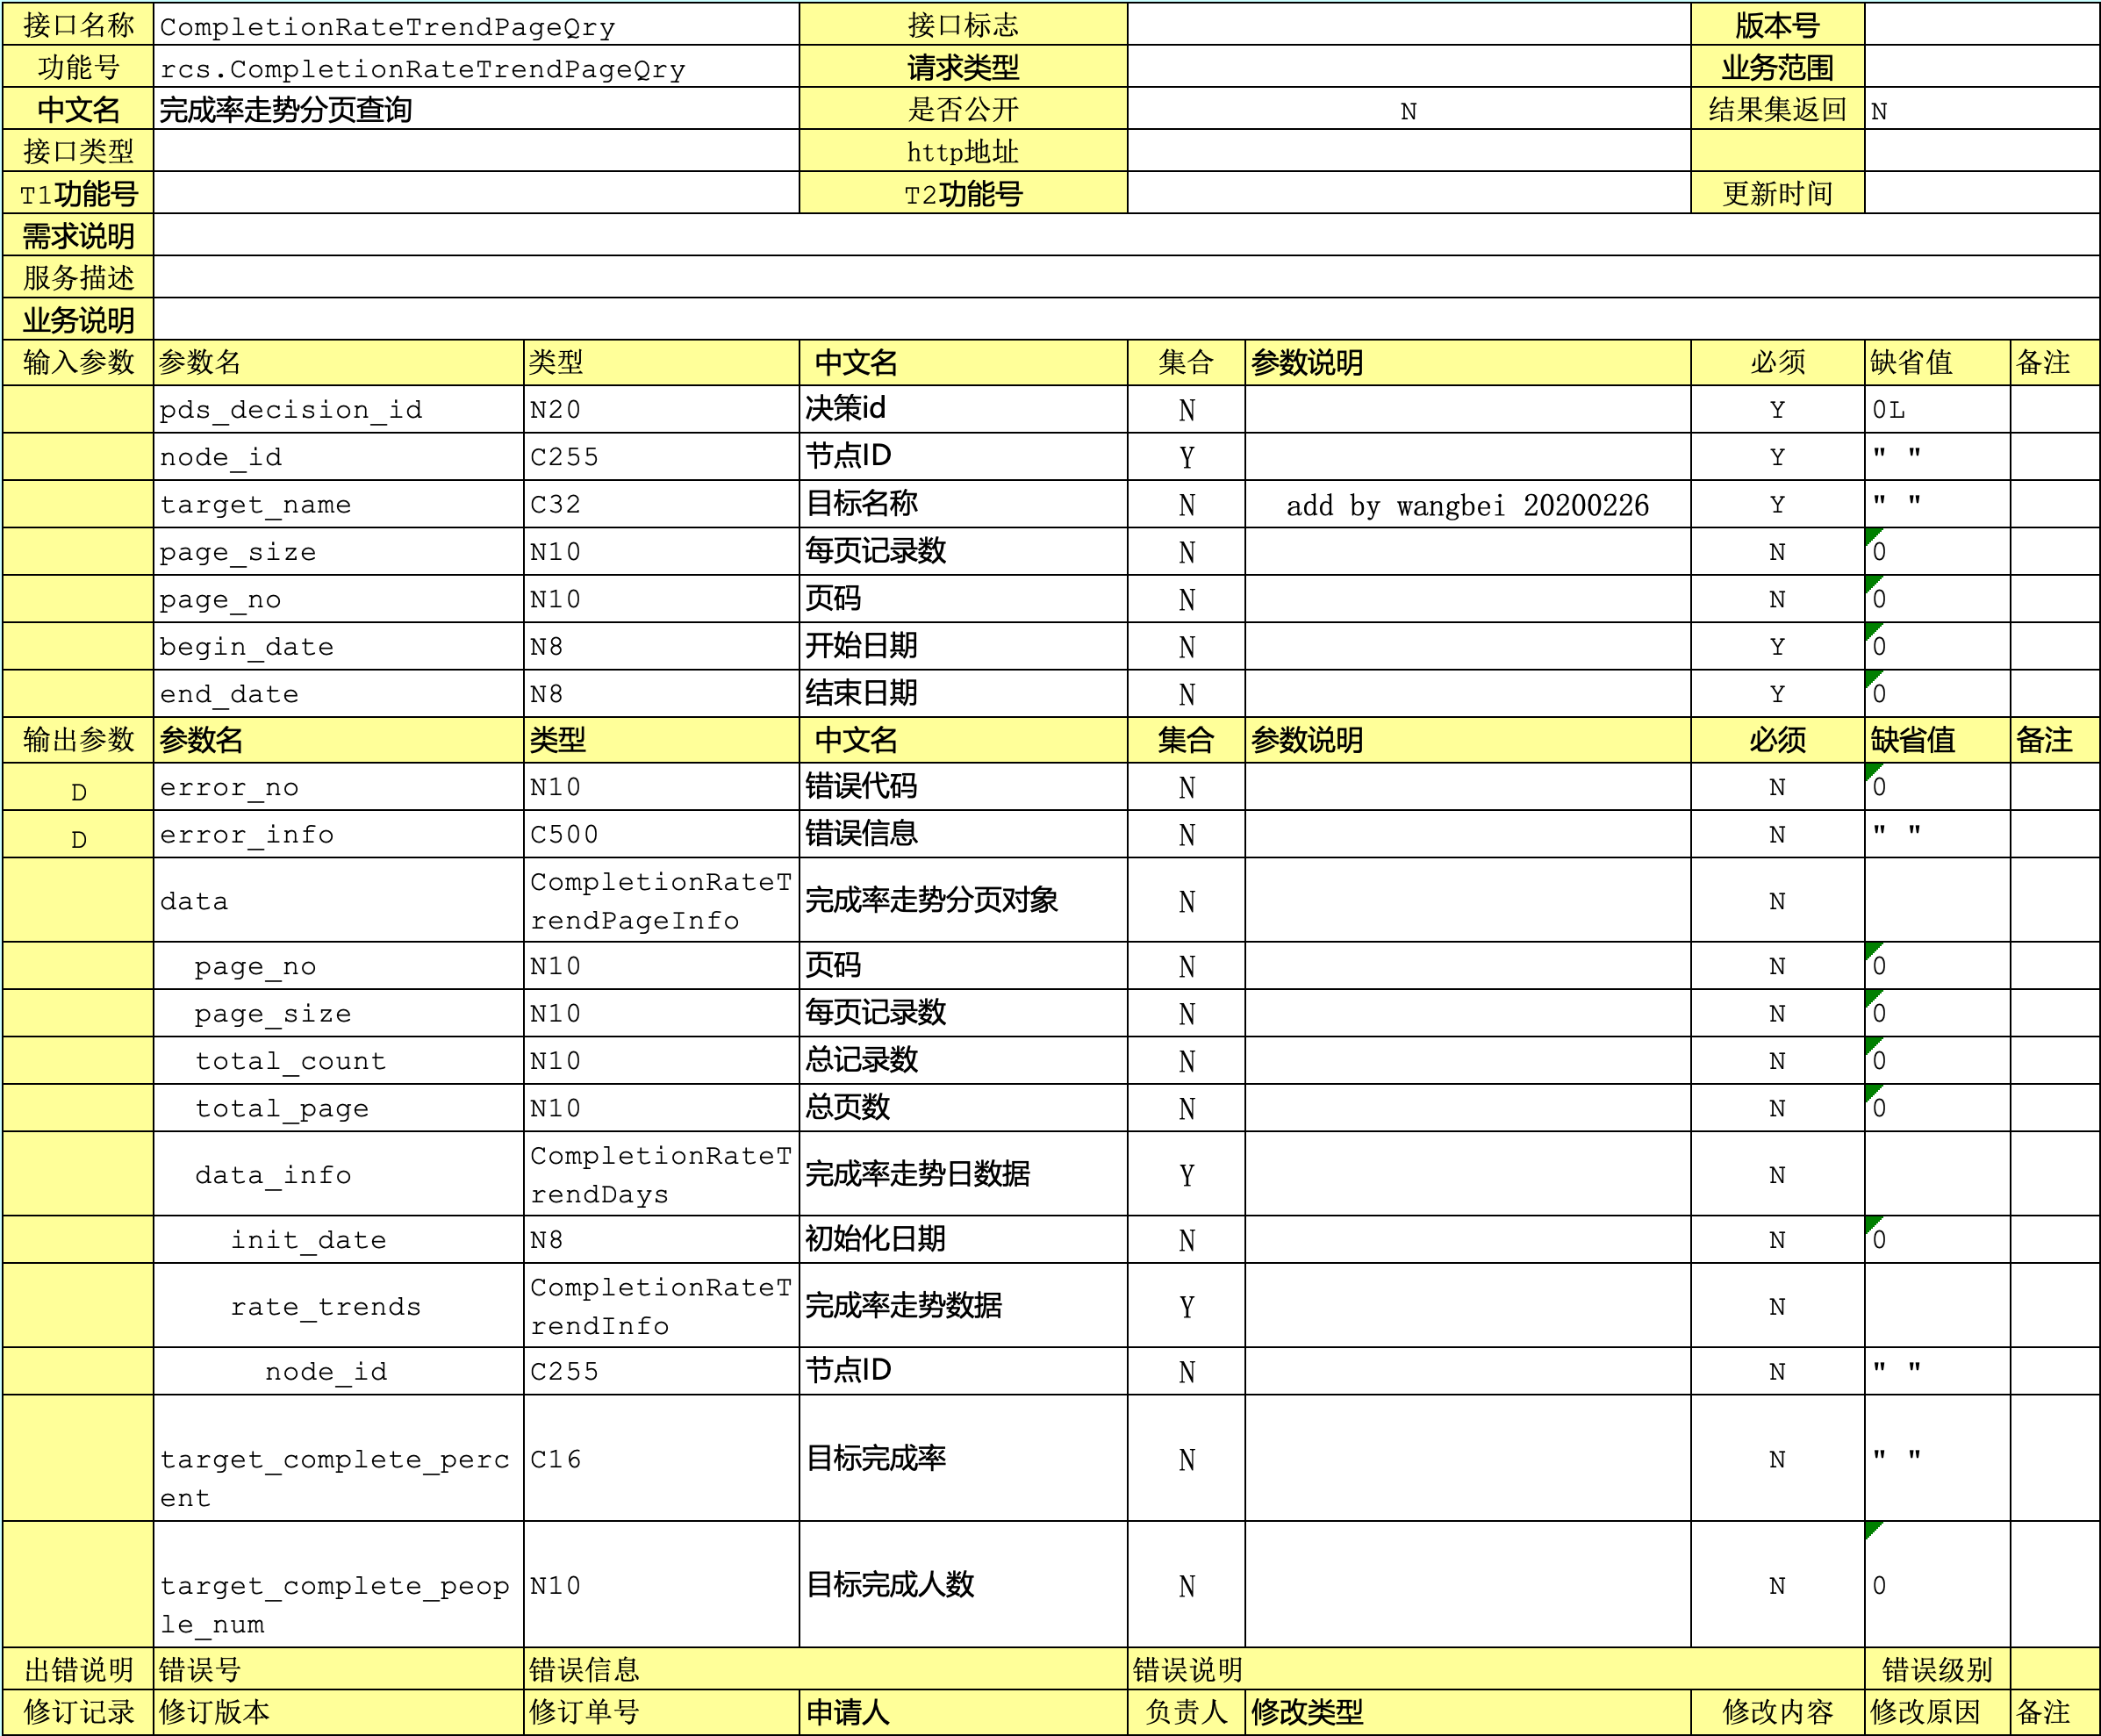 接口名称 CompletionRateTrendPageQry 接口标志 版本号
功能号 rcs.CompletionRateTrendPageQry 请求类型 业务范围
中文名 完成率走势分页查询 是否公开 N 结果集返回 N
接口类型 http地址
T1功能号 T2功能号 更新时间
需求说明
服务描述
业务说明
输入参数 参数名 类型 中文名 集合 参数说明 必须 缺省值 备注
pds_decision_id N20 决策id N Y 0L
node_id C255 节点ID Y Y " "
target_name C32 目标名称 N add by wangbei 20200226 Y " "
page_size N10 每页记录数 N N 0
page_no N10 页码 N N 0
begin_date N8 开始日期 N Y 0
end_date N8 结束日期 N Y 0
输出参数 参数名 类型 中文名 集合 参数说明 必须 缺省值 备注
D error_no N10 错误代码 N N 0
D error_info C500 错误信息 N N " "
data CompletionRateT
rendPageInfo 完成率走势分页对象 N N
page_no N10 页码 N N 0
page_size N10 每页记录数 N N 0
total_count N10 总记录数 N N 0
total_page N10 总页数 N N 0
data_info CompletionRateT
rendDays 完成率走势日数据 Y N
init_date N8 初始化日期 N N 0
rate_trends CompletionRateT
rendInfo 完成率走势数据 Y N
node_id C255 节点ID N N " "
target_complete_perc
ent C16 目标完成率 N N " "
target_complete_peop
le_num N10 目标完成人数 N N 0
出错说明 错误号 错误信息 错误说明 错误级别
修订记录 修订版本 修订单号 申请人 负责人 修改类型 修改内容 修改原因 备注